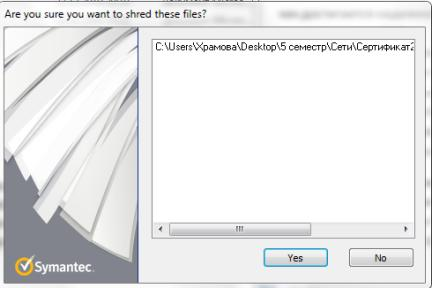 Are you sure you want to shred these files?
C:\Users\Храмова\Desktop\5 семестр\Сети\Сертификат2
Yes
No
Symantec.